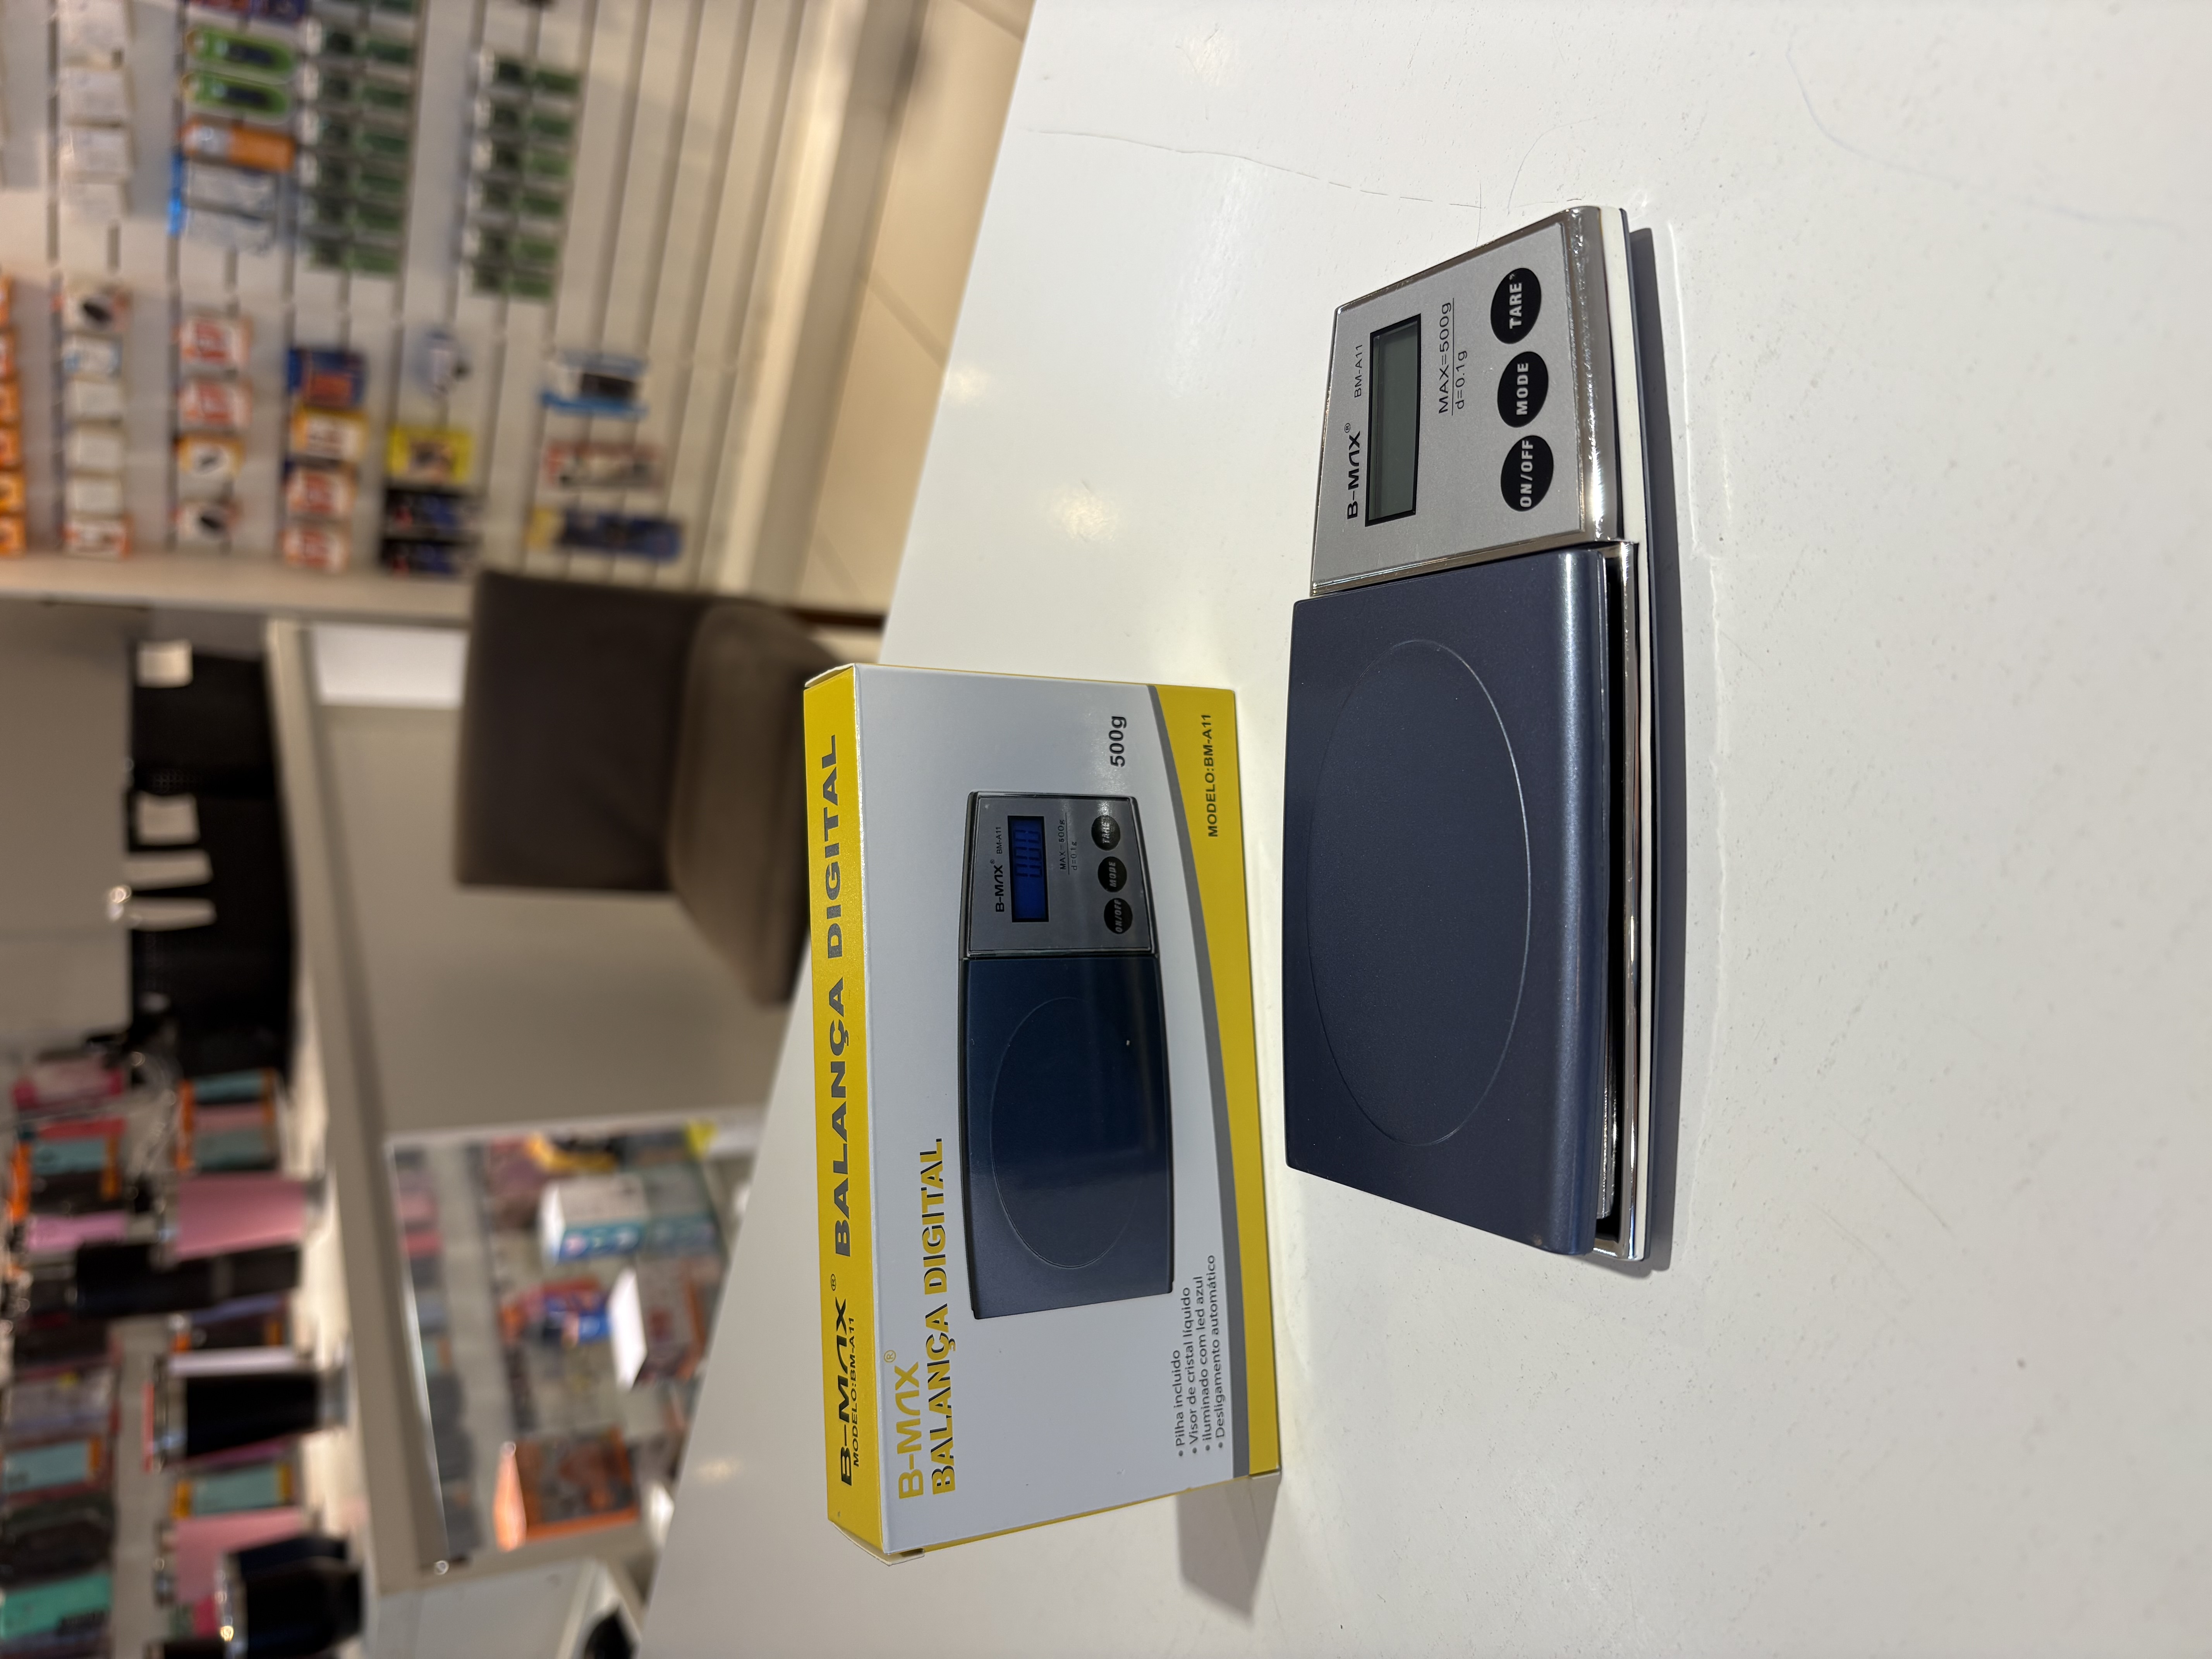 B-MAX® BALANÇA DIGITAL
MODELO:BM-A11
B-MAX®
BALANÇA DIGITAL
B-MAX® BM-A11
000
MAX=500g
d=0.1g
ON/OFF MODE TARE
500g
• Pilha incluido
• Visor de cristal líquido
• iluminado com led azul
• Desligamento automático
MODELO:BM-A11
B-MAX® BM-A11
MAX=500g
d=0.1g
ON/OFF MODE TARE